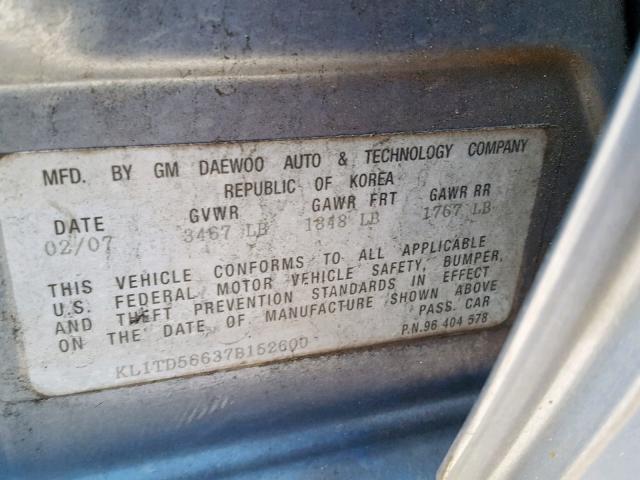 MFD. BY GM DAEWOO AUTO & TECHNOLOGY COMPANY
REPUBLIC OF KOREA
DATE GVWR GAWR FRT GAWR RR
02/07 3467 LB 1848 LB 1767 LB
THIS VEHICLE CONFORMS TO ALL APPLICABLE
U.S. FEDERAL MOTOR VEHICLE SAFETY, BUMPER,
AND THEFT PREVENTION STANDARDS IN EFFECT
ON THE DATE OF MANUFACTURE SHOWN ABOVE
PASS. CAR
KL1TD56637B152600 P.N.96 404 578